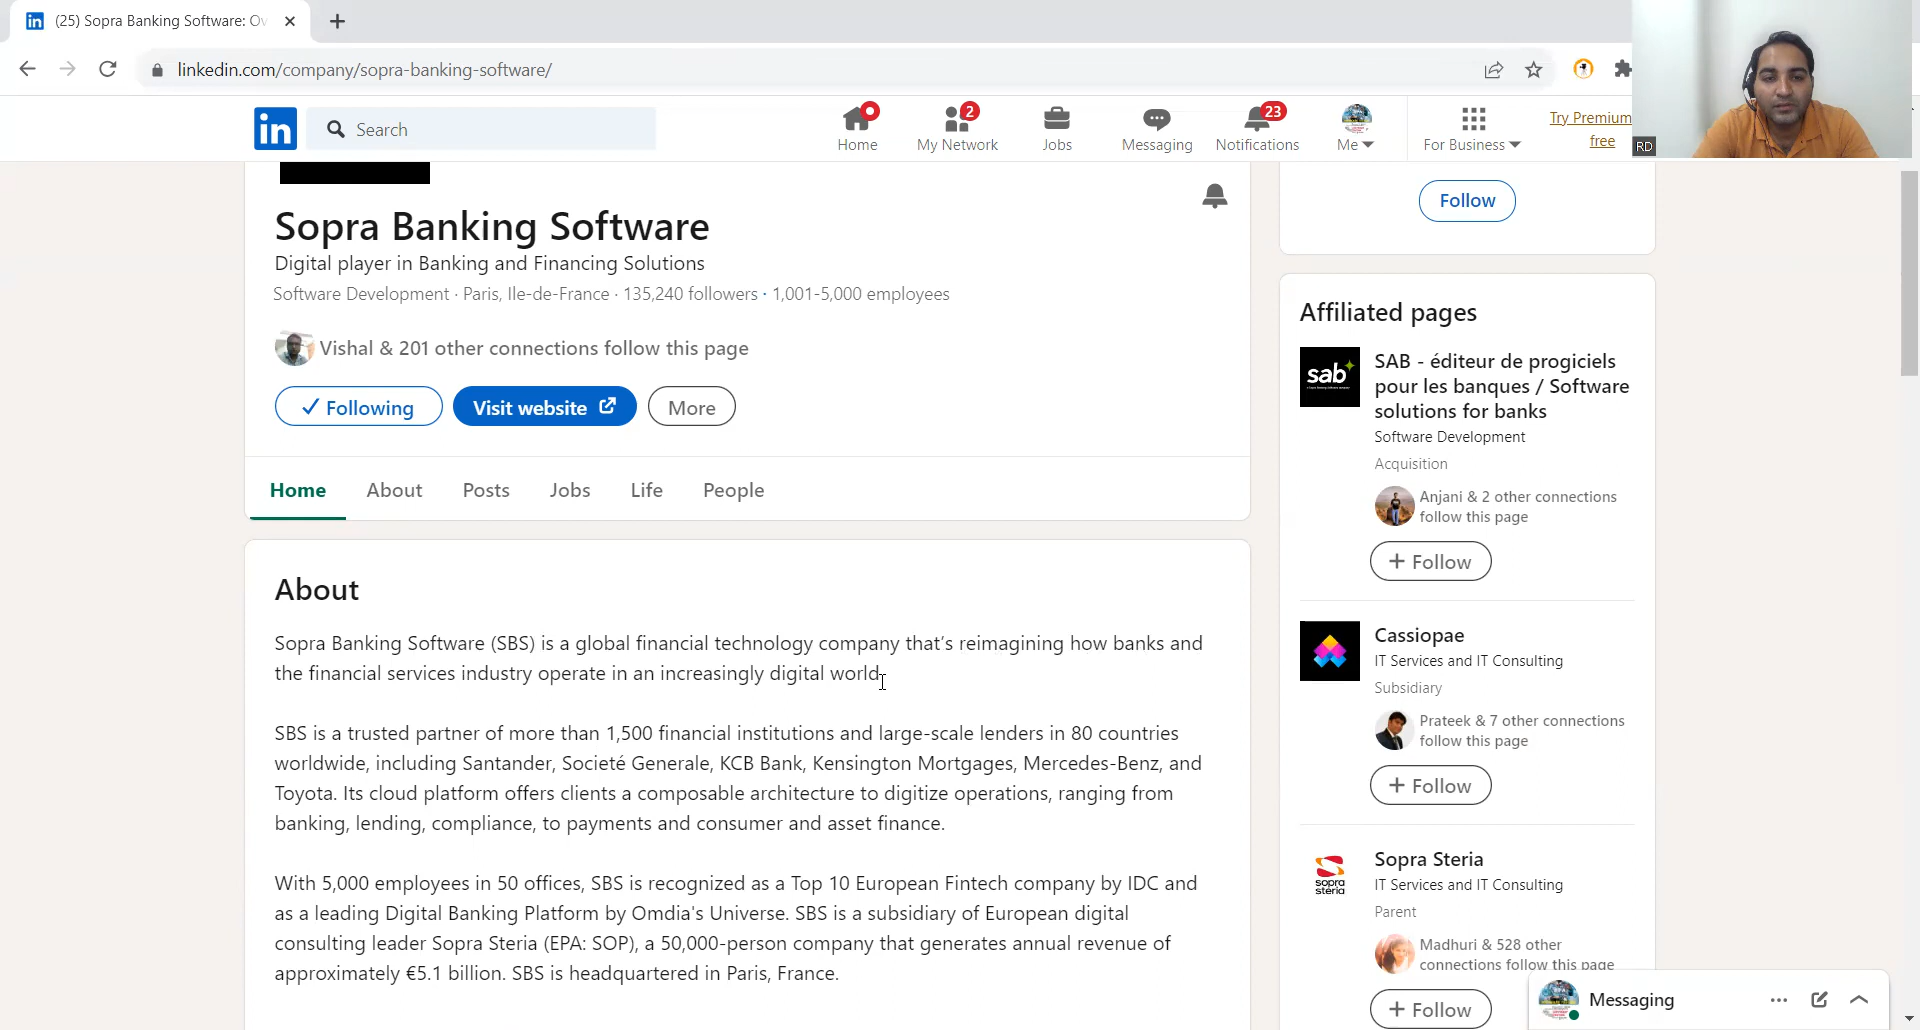 (25) Sopra Banking Software: Ov
linkedin.com/company/sopra-banking-software/
in
Search
Home
2
My Network
Jobs
Messaging
23
Notifications
Me
For Business
Try Premium
free
RD
Sopra Banking Software
Digital player in Banking and Financing Solutions
Software Development · Paris, Ile-de-France · 135,240 followers · 1,001-5,000 employees
Vishal & 201 other connections follow this page
Following
Visit website
More
Home
About
Posts
Jobs
Life
People
About
Sopra Banking Software (SBS) is a global financial technology company that’s reimagining how banks and
the financial services industry operate in an increasingly digital world.
SBS is a trusted partner of more than 1,500 financial institutions and large-scale lenders in 80 countries
worldwide, including Santander, Societé Generale, KCB Bank, Kensington Mortgages, Mercedes-Benz, and
Toyota. Its cloud platform offers clients a composable architecture to digitize operations, ranging from
banking, lending, compliance, to payments and consumer and asset finance.
With 5,000 employees in 50 offices, SBS is recognized as a Top 10 European Fintech company by IDC and
as a leading Digital Banking Platform by Omdia's Universe. SBS is a subsidiary of European digital
consulting leader Sopra Steria (EPA: SOP), a 50,000-person company that generates annual revenue of
approximately €5.1 billion. SBS is headquartered in Paris, France.
Follow
Affiliated pages
sab
SAB - éditeur de progiciels
pour les banques / Software
solutions for banks
Software Development
Acquisition
Anjani & 2 other connections
follow this page
+ Follow
Cassiopae
IT Services and IT Consulting
Subsidiary
Prateek & 7 other connections
follow this page
+ Follow
sopra
steria
Sopra Steria
IT Services and IT Consulting
Parent
Madhuri & 528 other
connections follow this page
+ Follow
Messaging